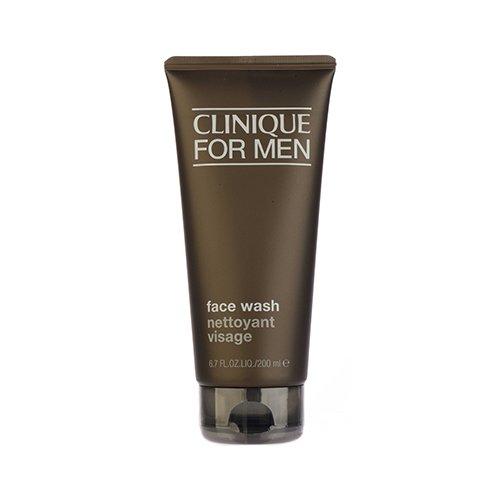 CLINIQUE
FOR MEN
face wash
nettoyant
visage
6.7 FL.OZ.LIQ./200 ml ℮